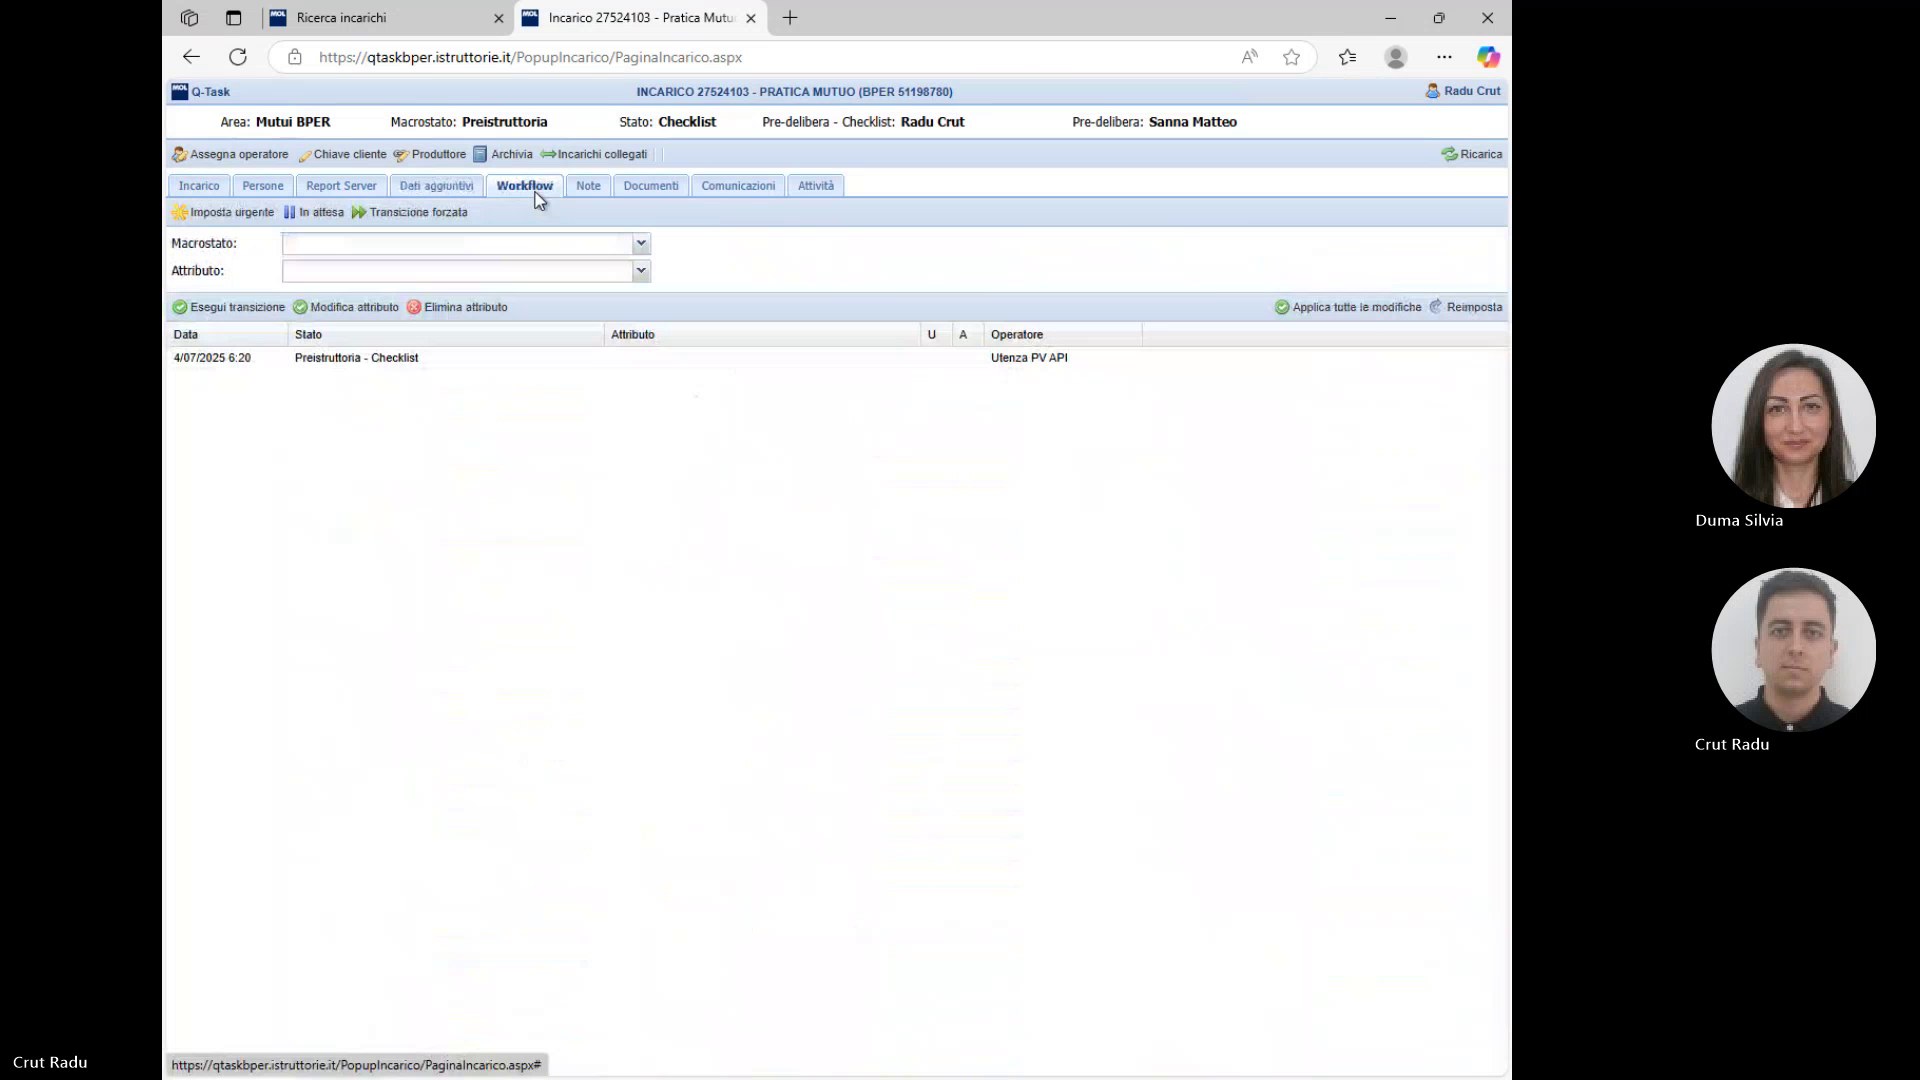 Ricerca incarichi
Incarico 27524103 - Pratica Mutu
https://qtaskbper.istruttorie.it/PopupIncarico/PaginaIncarico.aspx
MOL Q-Task
INCARICO 27524103 - PRATICA MUTUO (BPER 51198780)
Radu Crut
Area: Mutui BPER
Macrostato: Preistruttoria
Stato: Checklist
Pre-delibera - Checklist: Radu Crut
Pre-delibera: Sanna Matteo
Assegna operatore
Chiave cliente
Produttore
Archivia
Incarichi collegati
Ricarica
Incarico
Persone
Report Server
Dati aggiuntivi
Workflow
Note
Documenti
Comunicazioni
Attività
Imposta urgente
In attesa
Transizione forzata
Macrostato:
Attributo:
Esegui transizione
Modifica attributo
Elimina attributo
Applica tutte le modifiche
Reimposta
Data
Stato
Attributo
U
A
Operatore
4/07/2025 6:20
Preistruttoria - Checklist
Utenza PV API
Duma Silvia
Crut Radu
https://qtaskbper.istruttorie.it/PopupIncarico/PaginaIncarico.aspx#
Crut Radu